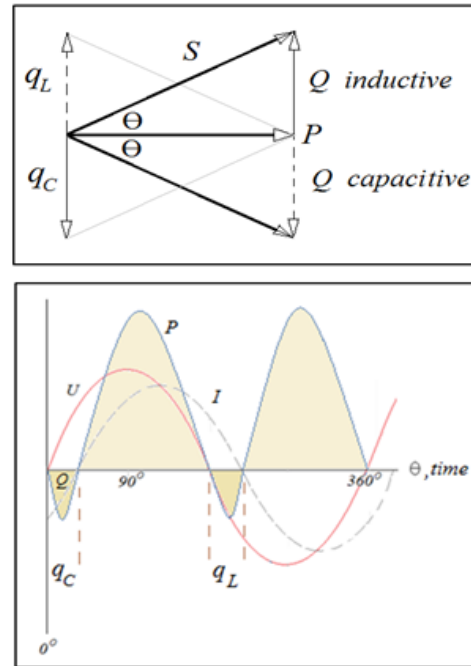 S
q_L
Q inductive
Θ
P
Θ
q_C
Q capacitive
P
U
I
Q
90°
360°
Θ,time
q_C
q_L
0°